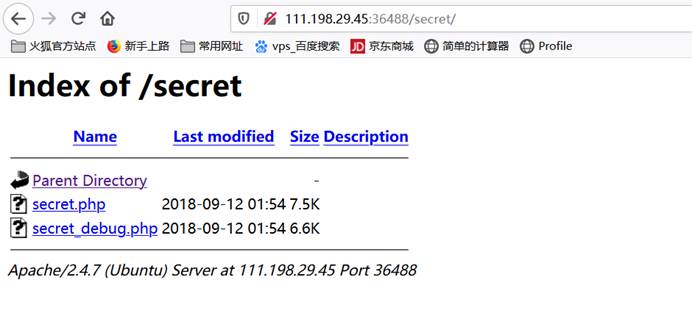 111.198.29.45:36488/secret/
火狐官方站点 新手上路 常用网址 vps_百度搜索 JD 京东商城 简单的计算器 Profile
Index of /secret
Name Last modified Size Description
Parent Directory -
secret.php 2018-09-12 01:54 7.5K
secret_debug.php 2018-09-12 01:54 6.6K
Apache/2.4.7 (Ubuntu) Server at 111.198.29.45 Port 36488